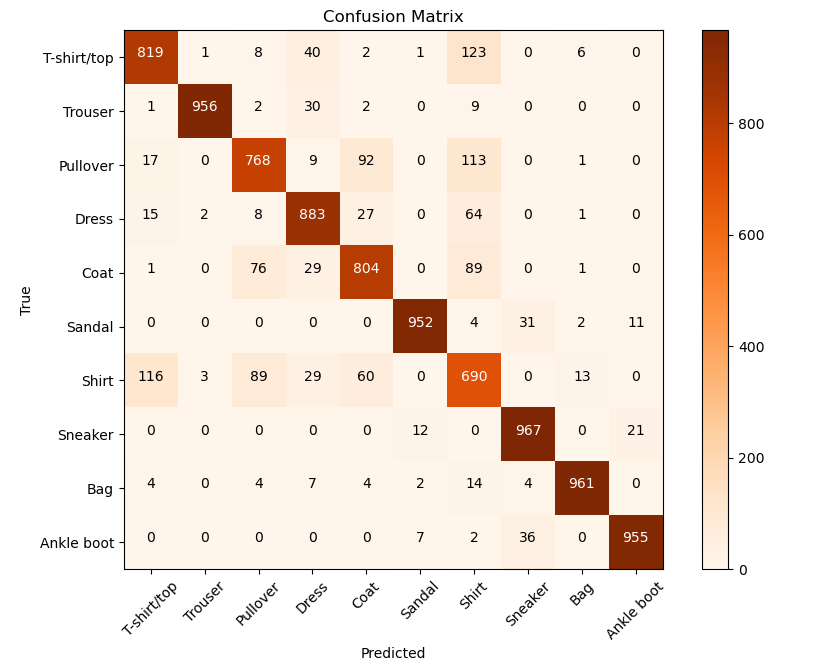 Confusion Matrix
True
T-shirt/top 819 1 8 40 2 1 123 0 6 0
Trouser 1 956 2 30 2 0 9 0 0 0
Pullover 17 0 768 9 92 0 113 0 1 0
Dress 15 2 8 883 27 0 64 0 1 0
Coat 1 0 76 29 804 0 89 0 1 0
Sandal 0 0 0 0 0 952 4 31 2 11
Shirt 116 3 89 29 60 0 690 0 13 0
Sneaker 0 0 0 0 0 12 0 967 0 21
Bag 4 0 4 7 4 2 14 4 961 0
Ankle boot 0 0 0 0 0 7 2 36 0 955
T-shirt/top Trouser Pullover Dress Coat Sandal Shirt Sneaker Bag Ankle boot
Predicted
800
600
400
200
0